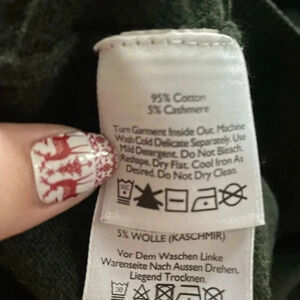 95% Cotton
5% Cashmere
Turn Garment Inside Out. Machine
Wash Cold Delicate Separately. Use
Mild Detergent. Do Not Bleach.
Reshape, Dry Flat. Cool Iron As
Desired. Do Not Dry Clean.
5% WOLLE (KASCHMIR)
Vor Dem Waschen Linke
Warenseite Nach Aussen Drehen.
Liegend Trocknen.